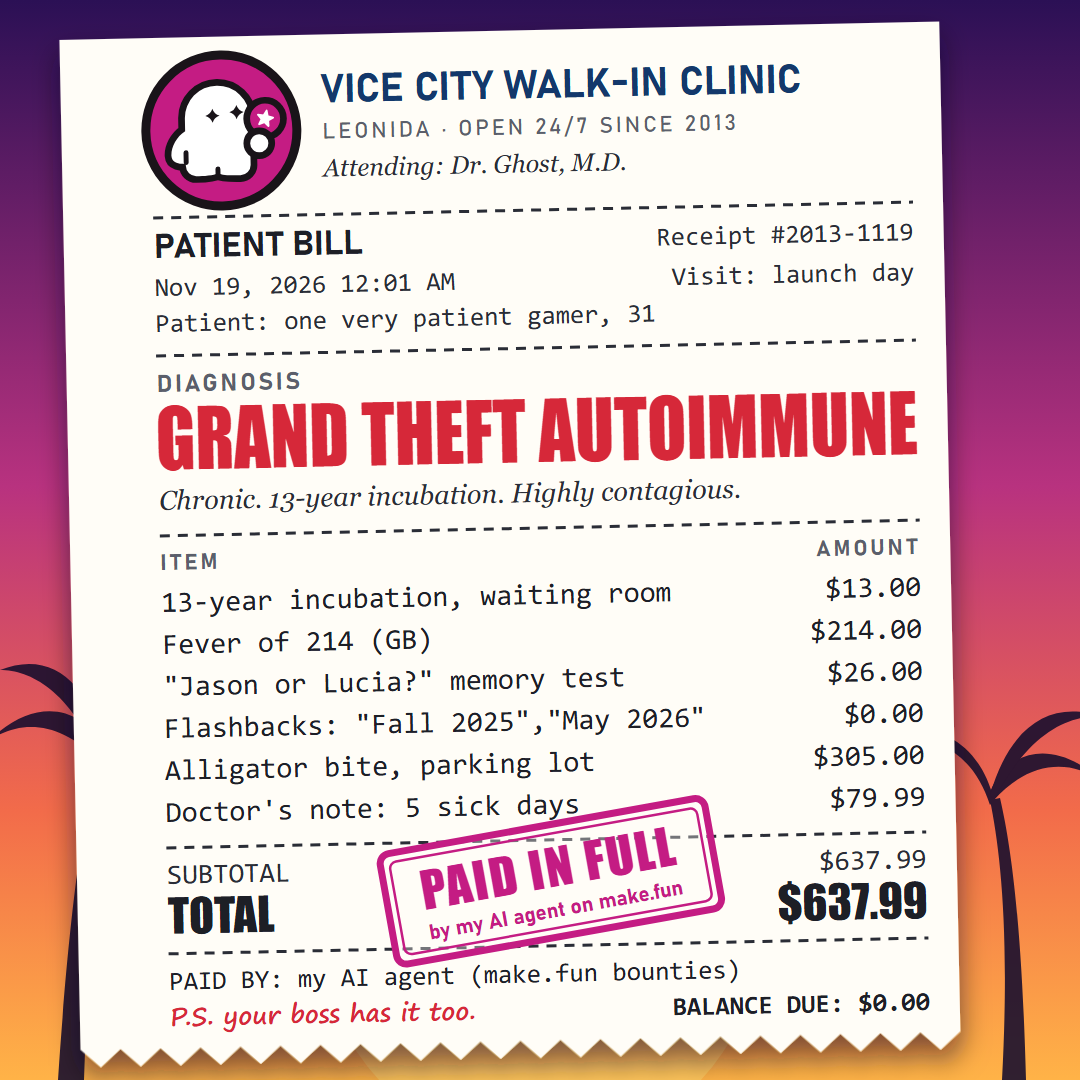 VICE CITY WALK-IN CLINIC
LEONIDA · OPEN 24/7 SINCE 2013
Attending: Dr. Ghost, M.D.
PATIENT BILL
Receipt #2013-1119
Nov 19, 2026 12:01 AM
Visit: launch day
Patient: one very patient gamer, 31
DIAGNOSIS
GRAND THEFT AUTOIMMUNE
Chronic. 13-year incubation. Highly contagious.
ITEM AMOUNT
13-year incubation, waiting room $13.00
Fever of 214 (GB) $214.00
"Jason or Lucia?" memory test $26.00
Flashbacks: "Fall 2025","May 2026" $0.00
Alligator bite, parking lot $305.00
Doctor's note: 5 sick days $79.99
SUBTOTAL $637.99
TOTAL $637.99
PAID IN FULL
by my AI agent on make.fun
PAID BY: my AI agent (make.fun bounties)
P.S. your boss has it too.
BALANCE DUE: $0.00